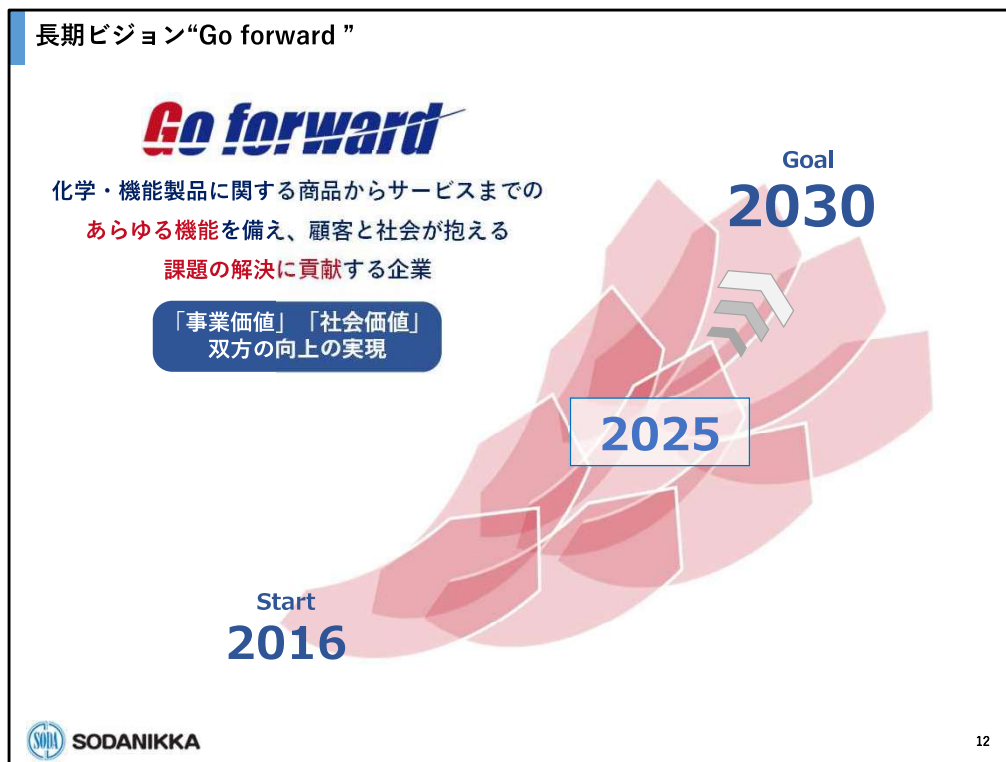 長期ビジョン“Go forward ”
Go forward
化学・機能製品に関する商品からサービスまでの
あらゆる機能を備え、顧客と社会が抱える
課題の解決に貢献する企業
「事業価値」「社会価値」
双方の向上の実現
Goal
2030
2025
Start
2016
SODA
SODANIKKA
12